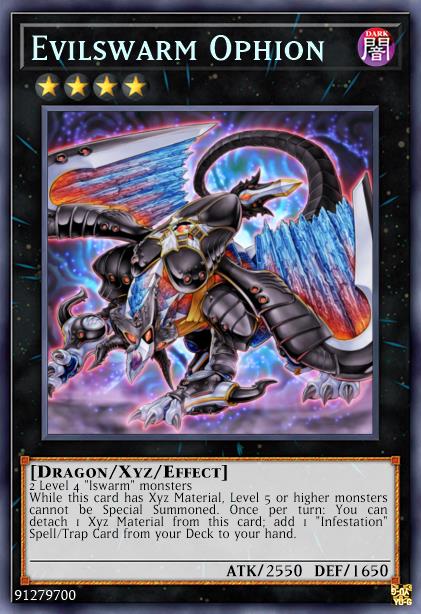 Evilswarm Ophion
DARK
闇
[Dragon/Xyz/Effect]
2 Level 4 "lswarm" monsters
While this card has Xyz Material, Level 5 or higher monsters
cannot be Special Summoned. Once per turn: You can
detach 1 Xyz Material from this card; add 1 "Infestation"
Spell/Trap Card from your Deck to your hand.
ATK/2550 DEF/1650
91279700